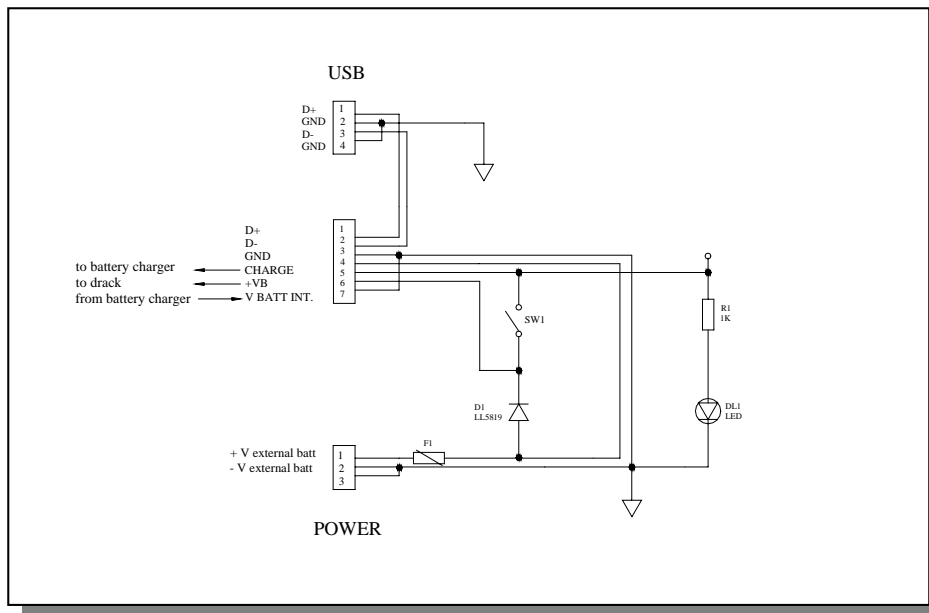 USB
D+ 1
GND 2
D- 3
GND 4
D+ 1
D- 2
GND 3
to battery charger CHARGE 4
to drack +VB 5
from battery charger V BATT INT. 6
7
SW1
R1
1K
D1
LL5819
DL1
LED
F1
+ V external batt 1
- V external batt 2
3
POWER